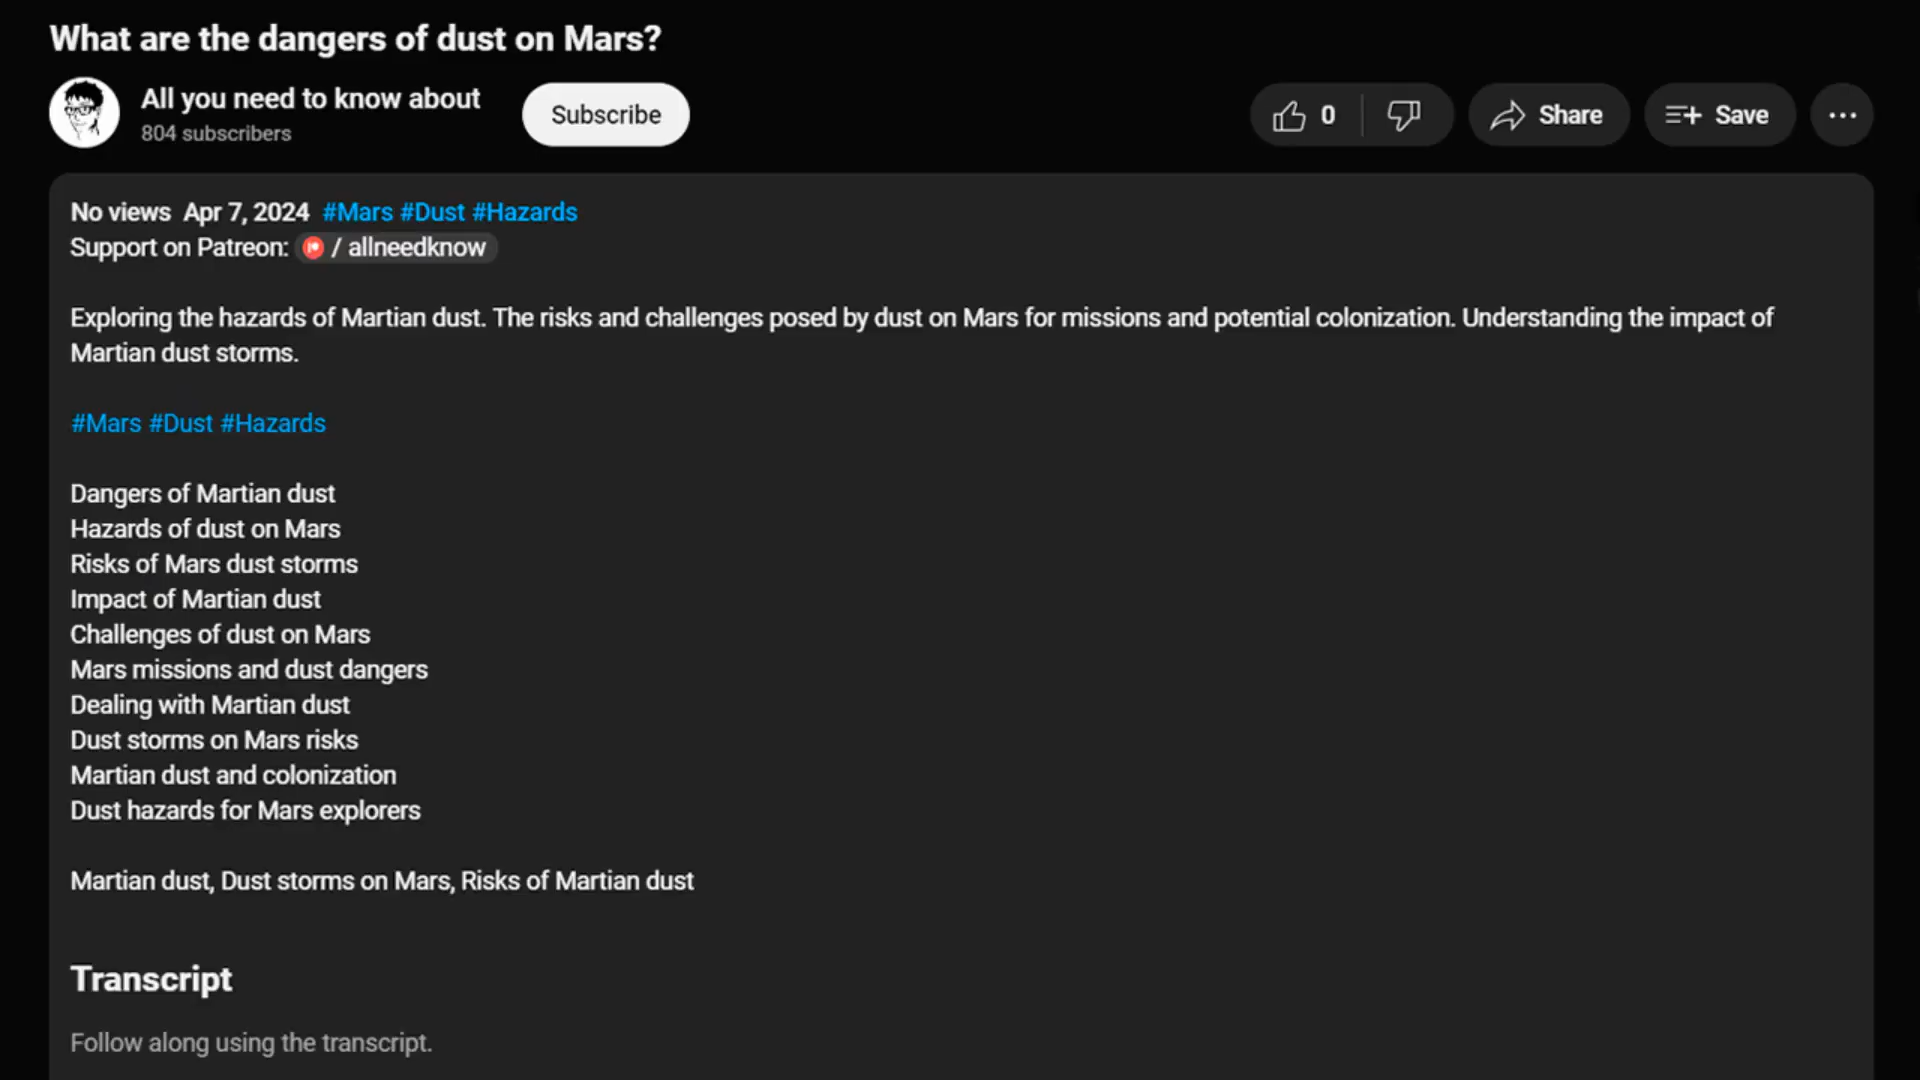 What are the dangers of dust on Mars?
All you need to know about
804 subscribers
Subscribe
0
Share
Save
No views Apr 7, 2024 #Mars #Dust #Hazards
Support on Patreon: / allneedknow
Exploring the hazards of Martian dust. The risks and challenges posed by dust on Mars for missions and potential colonization. Understanding the impact of
Martian dust storms.
#Mars #Dust #Hazards
Dangers of Martian dust
Hazards of dust on Mars
Risks of Mars dust storms
Impact of Martian dust
Challenges of dust on Mars
Mars missions and dust dangers
Dealing with Martian dust
Dust storms on Mars risks
Martian dust and colonization
Dust hazards for Mars explorers
Martian dust, Dust storms on Mars, Risks of Martian dust
Transcript
Follow along using the transcript.